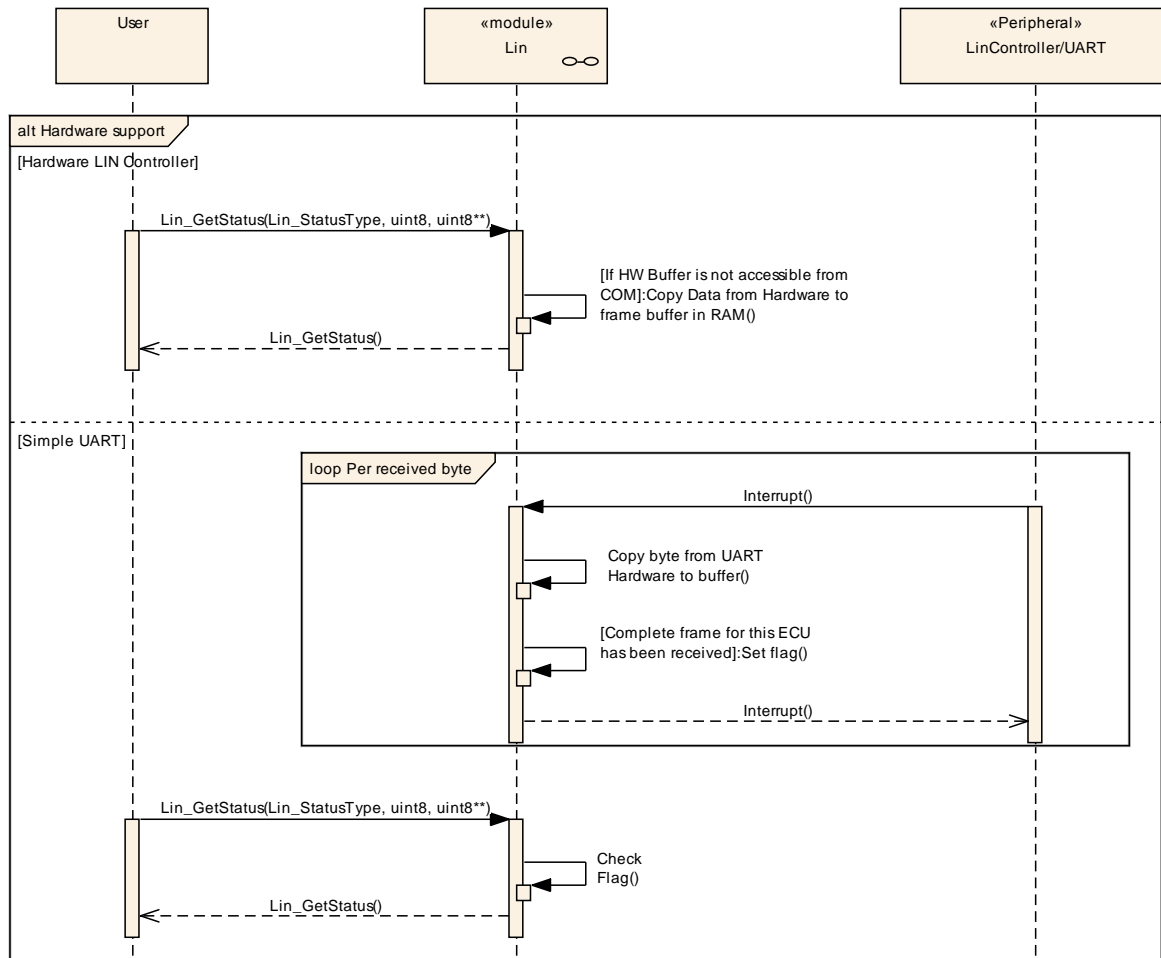 User
«module»
Lin
«Peripheral»
LinController/UART
alt Hardware support
[Hardware LIN Controller]
Lin_GetStatus(Lin_StatusType, uint8, uint8**)
[If HW Buffer is not accessible from
COM]:Copy Data from Hardware to
frame buffer in RAM()
Lin_GetStatus()
[Simple UART]
loop Per received byte
Interrupt()
Copy byte from UART
Hardware to buffer()
[Complete frame for this ECU
has been received]:Set flag()
Interrupt()
Lin_GetStatus(Lin_StatusType, uint8, uint8**)
Check
Flag()
Lin_GetStatus()